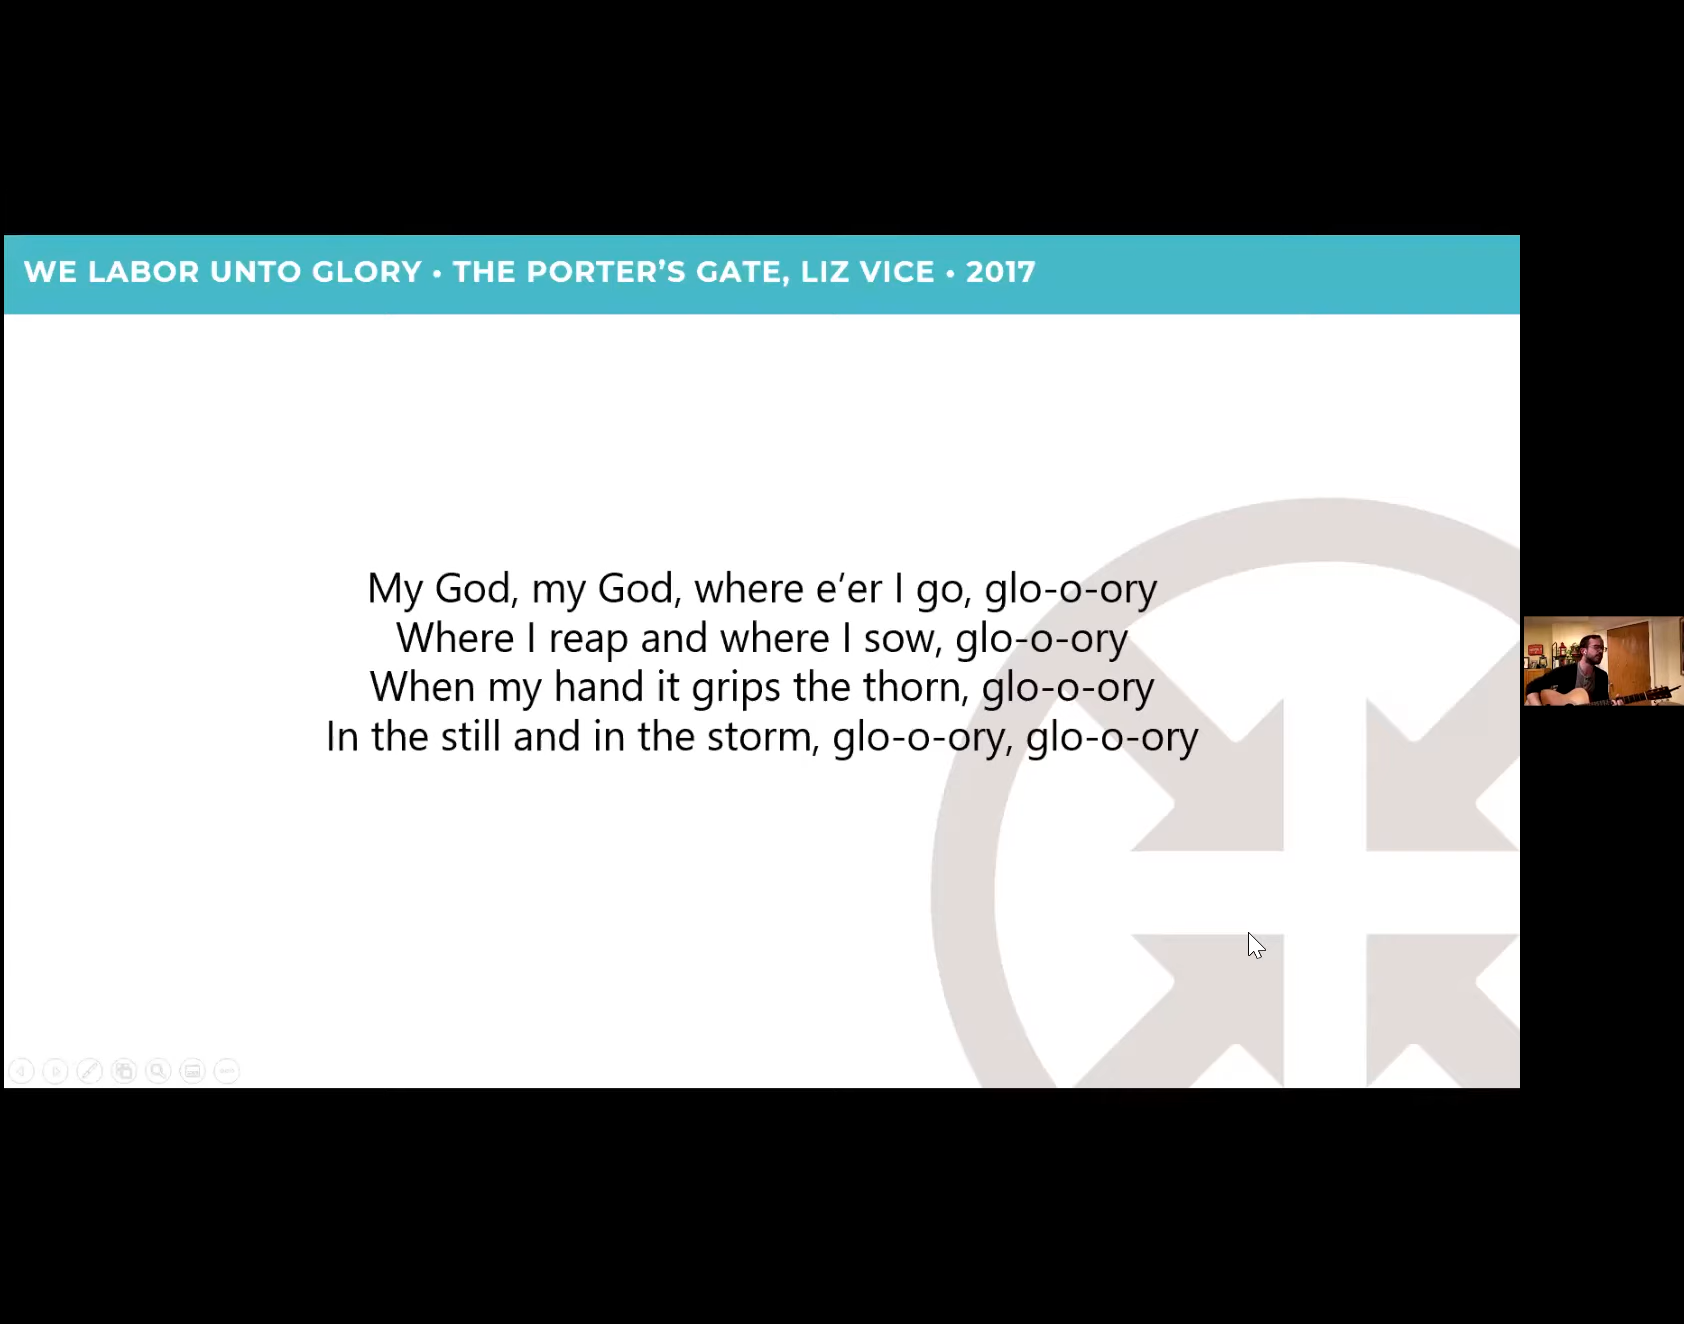 WE LABOR UNTO GLORY • THE PORTER’S GATE, LIZ VICE • 2017
My God, my God, where e’er I go, glo-o-ory
Where I reap and where I sow, glo-o-ory
When my hand it grips the thorn, glo-o-ory
In the still and in the storm, glo-o-ory, glo-o-ory